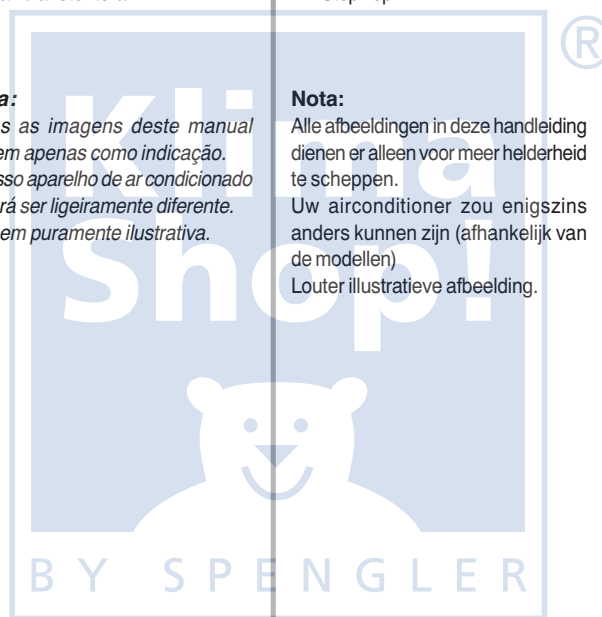 a:
s as imagens deste manual
em apenas como indicação.
sso aparelho de ar condicionado
rá ser ligeiramente diferente.
em puramente ilustrativa.
Nota:
Alle afbeeldingen in deze handleiding
dienen er alleen voor meer helderheid
te scheppen.
Uw airconditioner zou enigszins
anders kunnen zijn (afhankelijk van
de modellen)
Louter illustratieve afbeelding.
Klima
Shop!
®
BY SPENGLER